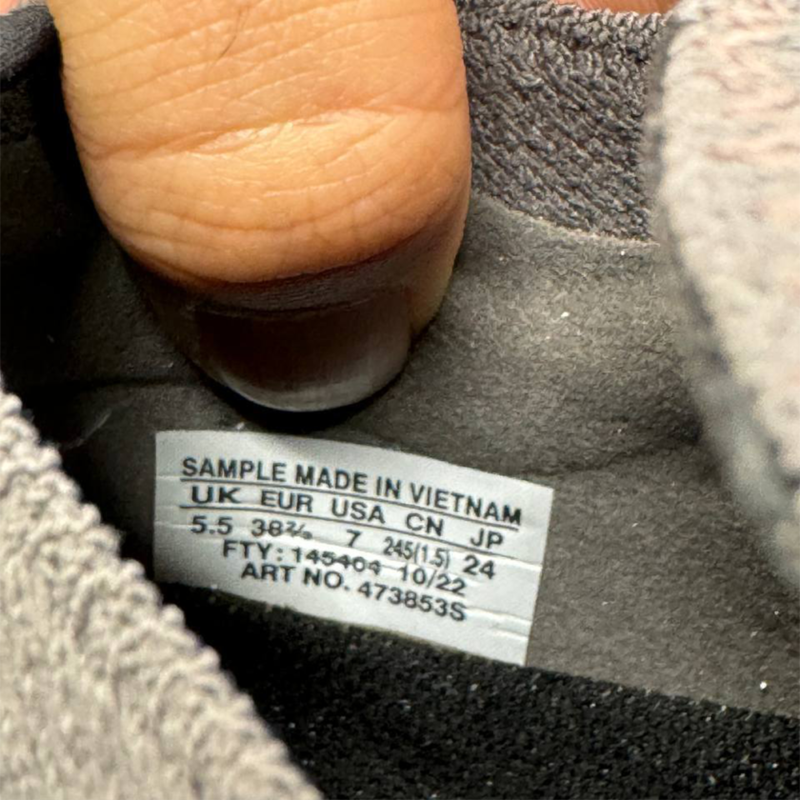 SAMPLE MADE IN VIETNAM
UK EUR USA CN JP
5.5 38⅔ 7 245(1.5) 24
FTY: 145404 10/22
ART NO. 473853S